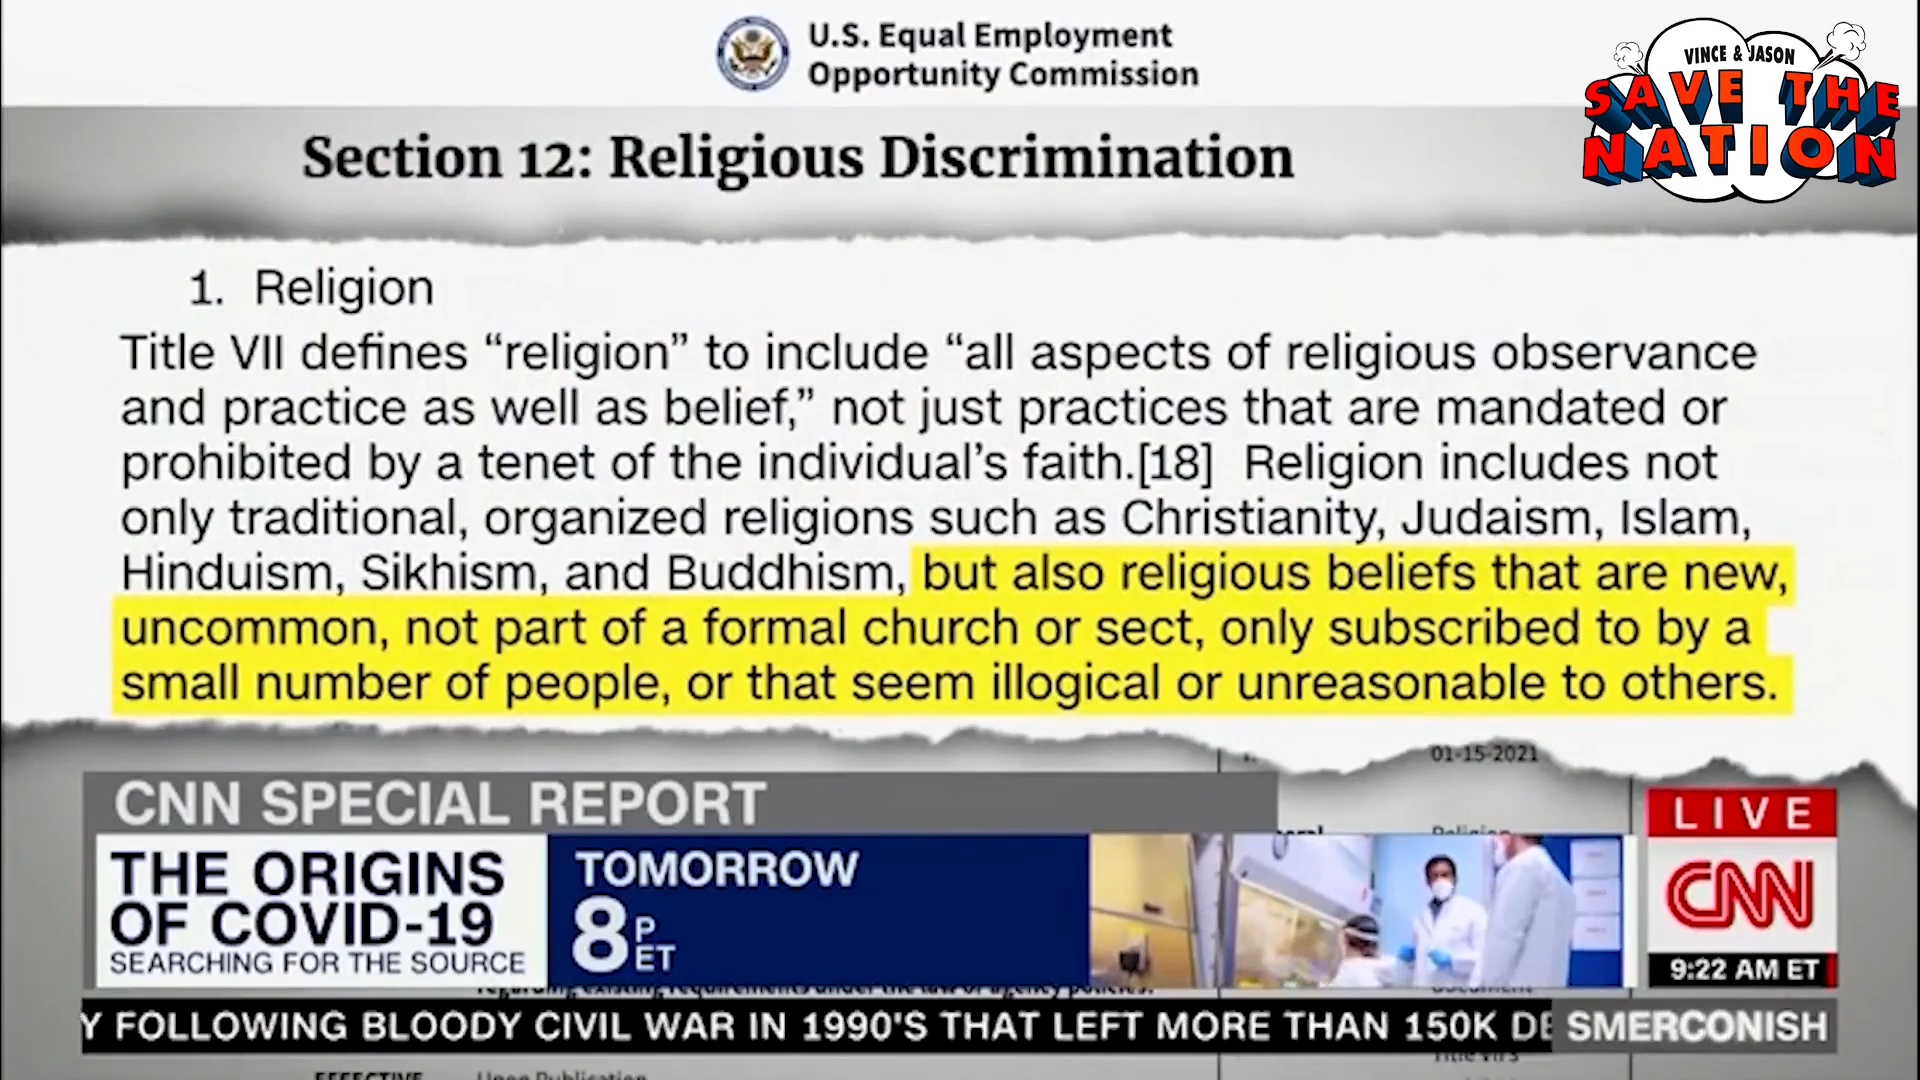 U.S. Equal Employment
Opportunity Commission
VINCE & JASON
SAVE THE
NATION
Section 12: Religious Discrimination
1. Religion
Title VII defines “religion” to include “all aspects of religious observance
and practice as well as belief,” not just practices that are mandated or
prohibited by a tenet of the individual’s faith.[18] Religion includes not
only traditional, organized religions such as Christianity, Judaism, Islam,
Hinduism, Sikhism, and Buddhism, but also religious beliefs that are new,
uncommon, not part of a formal church or sect, only subscribed to by a
small number of people, or that seem illogical or unreasonable to others.
01-15-2021
CNN SPECIAL REPORT
THE ORIGINS
OF COVID-19
SEARCHING FOR THE SOURCE
TOMORROW
8 P ET
Religion
LIVE
CNN
9:22 AM ET
Y FOLLOWING BLOODY CIVIL WAR IN 1990'S THAT LEFT MORE THAN 150K DE
SMERCONISH
Title VII's
EFFECTIVE
Upon Publication